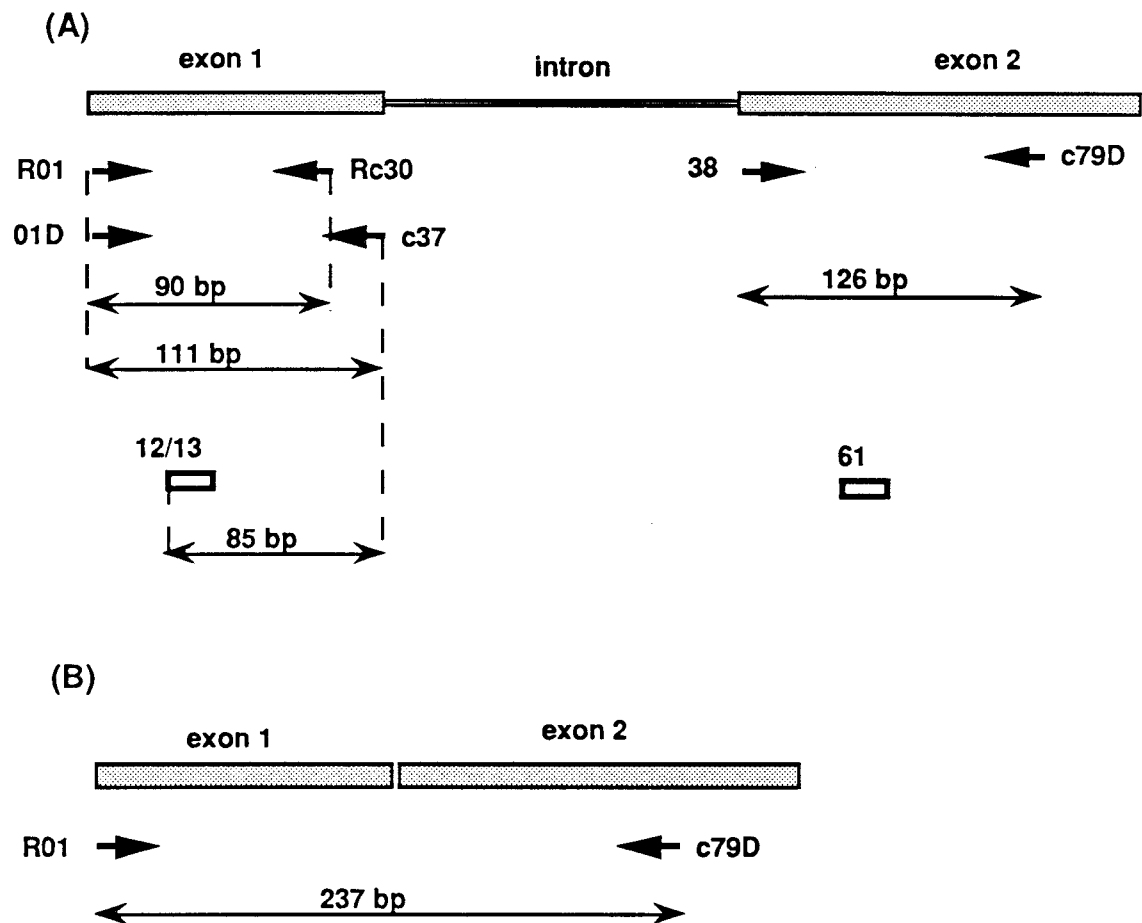 (A)
exon 1
intron
exon 2
R01
Rc30
38
c79D
01D
c37
90 bp
126 bp
111 bp
12/13
61
85 bp
(B)
exon 1
exon 2
R01
c79D
237 bp